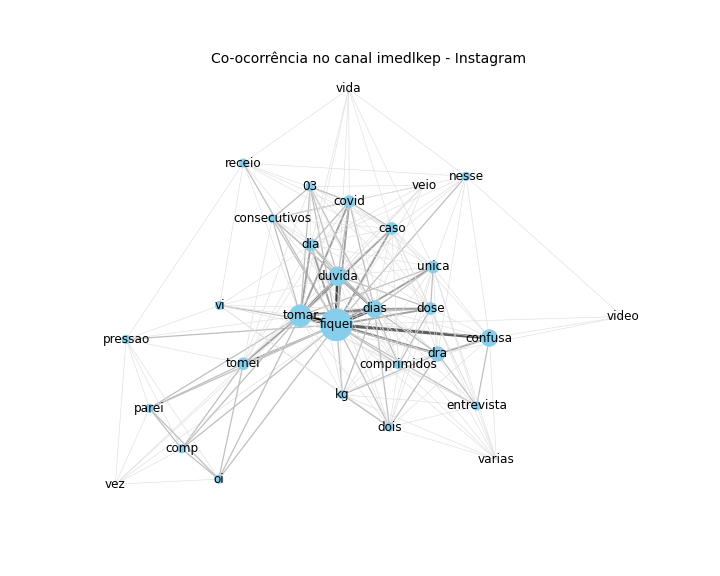 Co-ocorrência no canal imedlkep - Instagram
vida
receio
nesse
03
veio
covid
consecutivos
caso
dia
unica
duvida
vi
dias
dose
tomar
video
fiquei
pressao
confusa
dra
tomei
comprimidos
kg
entrevista
parei
dois
comp
varias
oi
vez